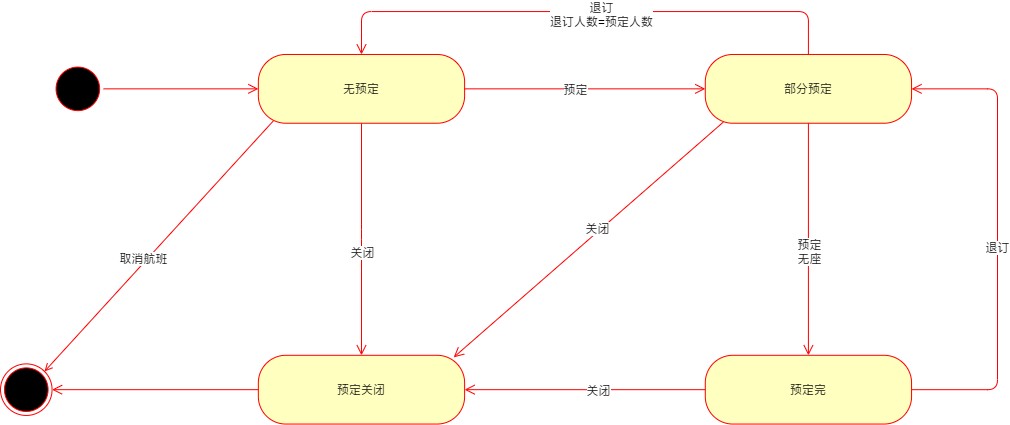 退订
退订人数=预定人数
无预定
预定
部分预定
关闭
预定
无座
退订
关闭
取消航班
预定关闭
关闭
预定完